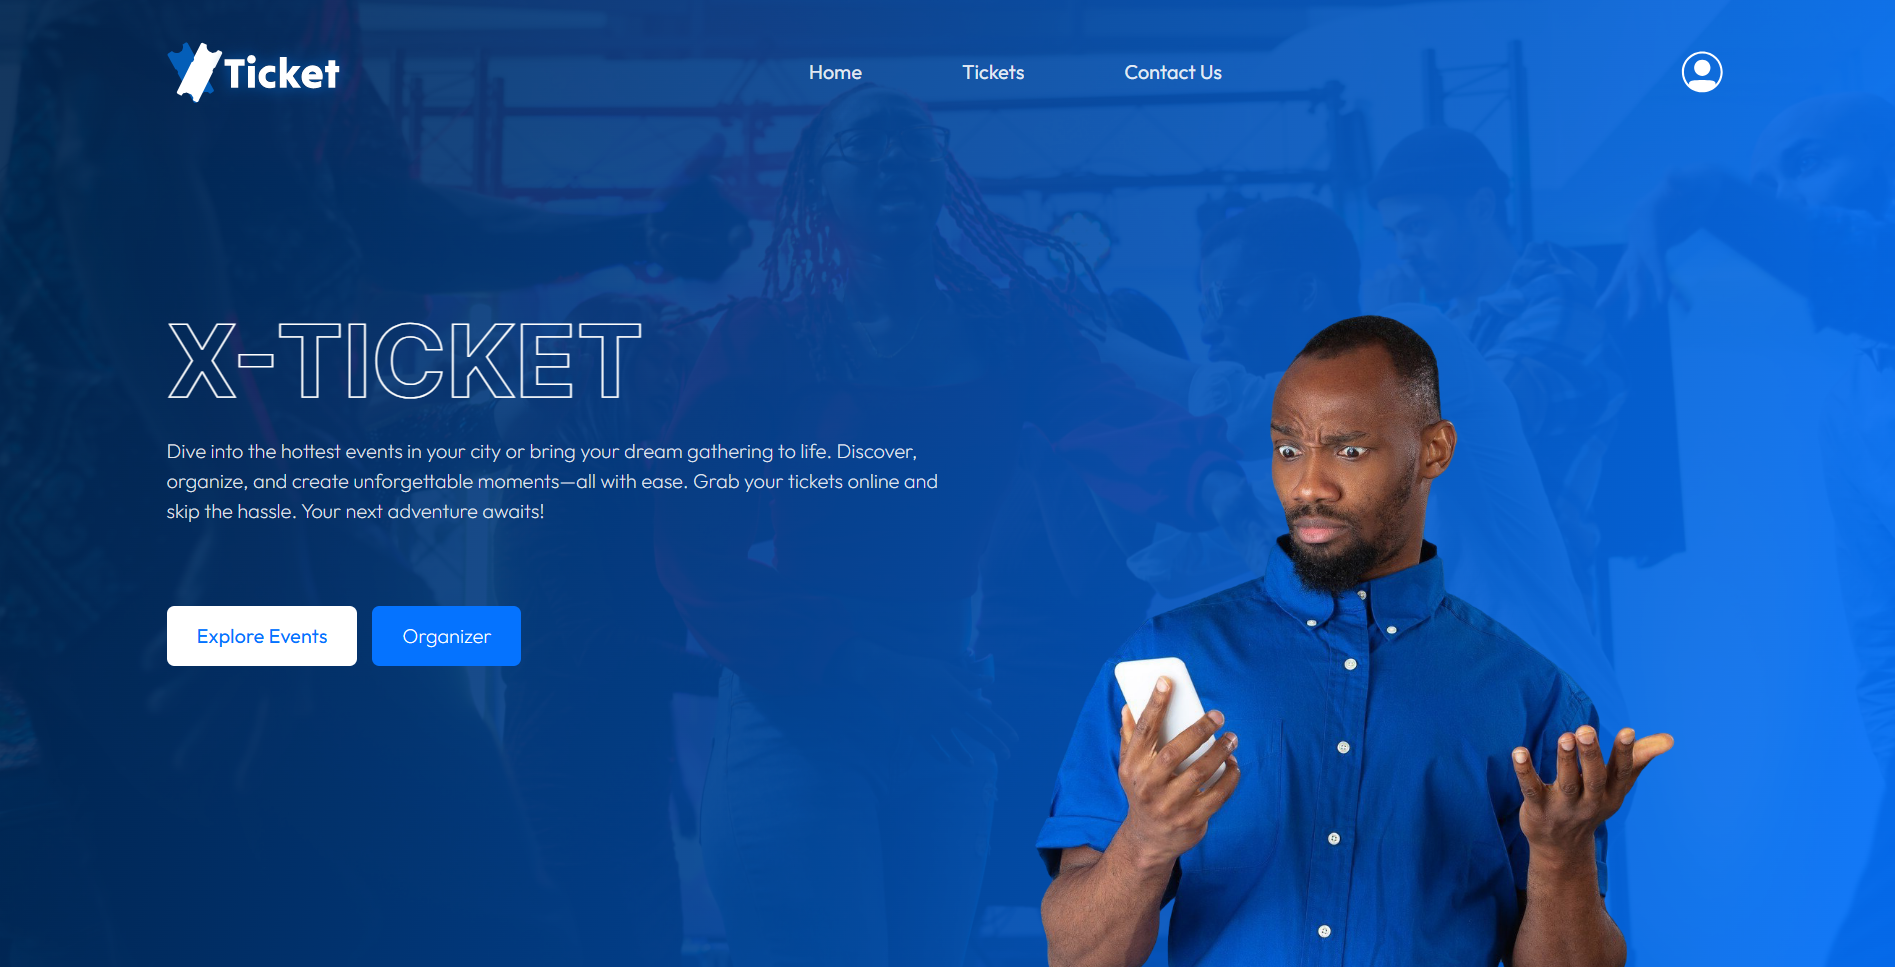 Ticket
Home
Tickets
Contact Us
X-TICKET
Dive into the hottest events in your city or bring your dream gathering to life. Discover,
organize, and create unforgettable moments—all with ease. Grab your tickets online and
skip the hassle. Your next adventure awaits!
Explore Events
Organizer